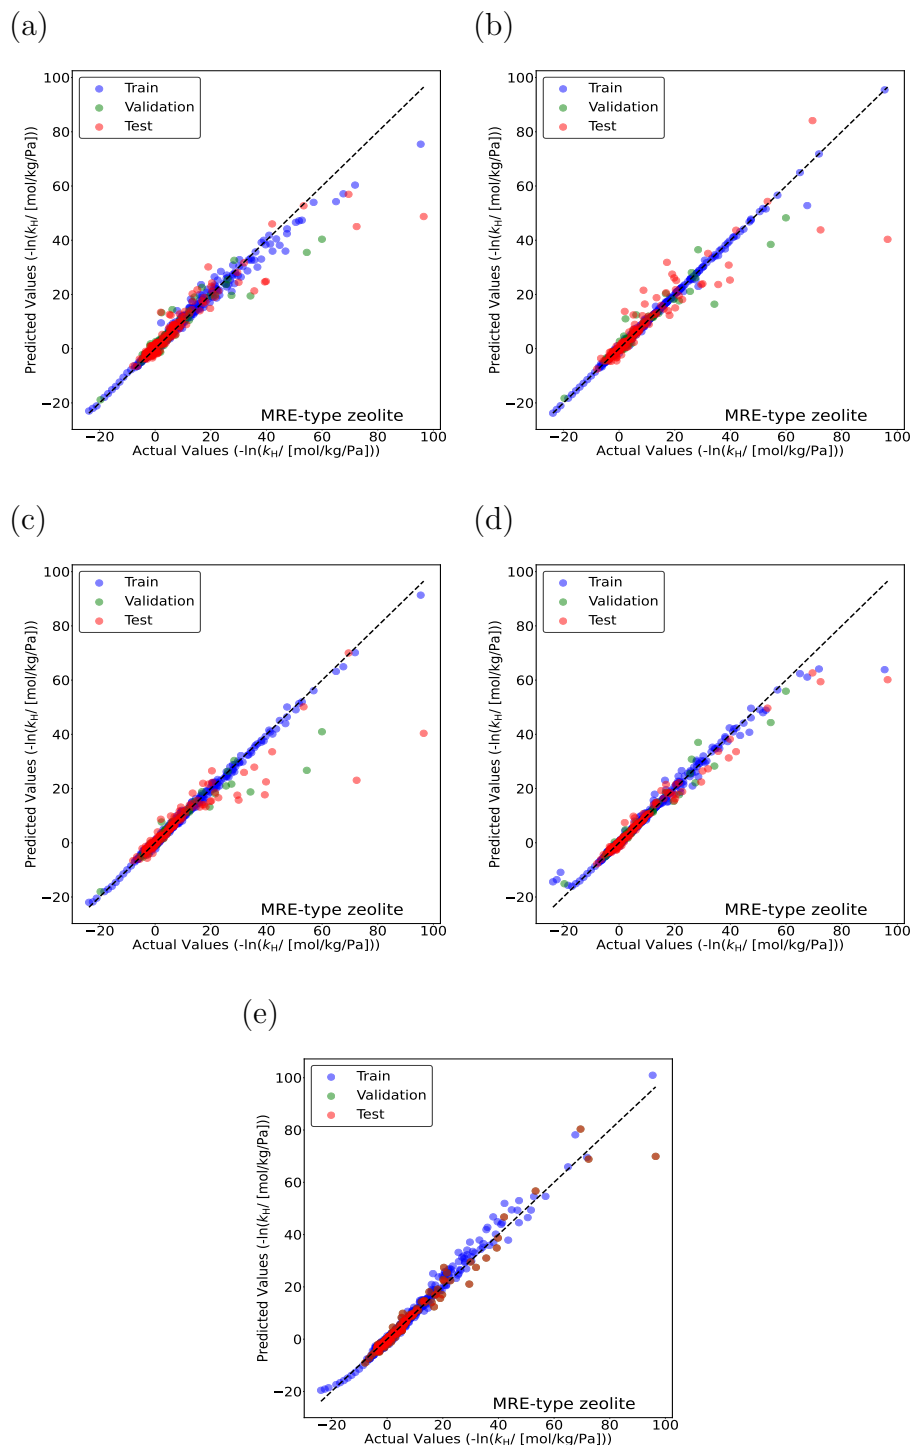 (a)
Predicted Values (-ln(kH/ [mol/kg/Pa]))
100
80
60
40
20
0
−20
Train
Validation
Test
MRE-type zeolite
−20 0 20 40 60 80 100
Actual Values (-ln(kH/ [mol/kg/Pa]))
(b)
Predicted Values (-ln(kH/ [mol/kg/Pa]))
100
80
60
40
20
0
−20
Train
Validation
Test
MRE-type zeolite
−20 0 20 40 60 80 100
Actual Values (-ln(kH/ [mol/kg/Pa]))
(c)
Predicted Values (-ln(kH/ [mol/kg/Pa]))
100
80
60
40
20
0
−20
Train
Validation
Test
MRE-type zeolite
−20 0 20 40 60 80 100
Actual Values (-ln(kH/ [mol/kg/Pa]))
(d)
Predicted Values (-ln(kH/ [mol/kg/Pa]))
100
80
60
40
20
0
−20
Train
Validation
Test
MRE-type zeolite
−20 0 20 40 60 80 100
Actual Values (-ln(kH/ [mol/kg/Pa]))
(e)
Predicted Values (-ln(kH/ [mol/kg/Pa]))
100
80
60
40
20
0
−20
Train
Validation
Test
MRE-type zeolite
−20 0 20 40 60 80 100
Actual Values (-ln(kH/ [mol/kg/Pa]))